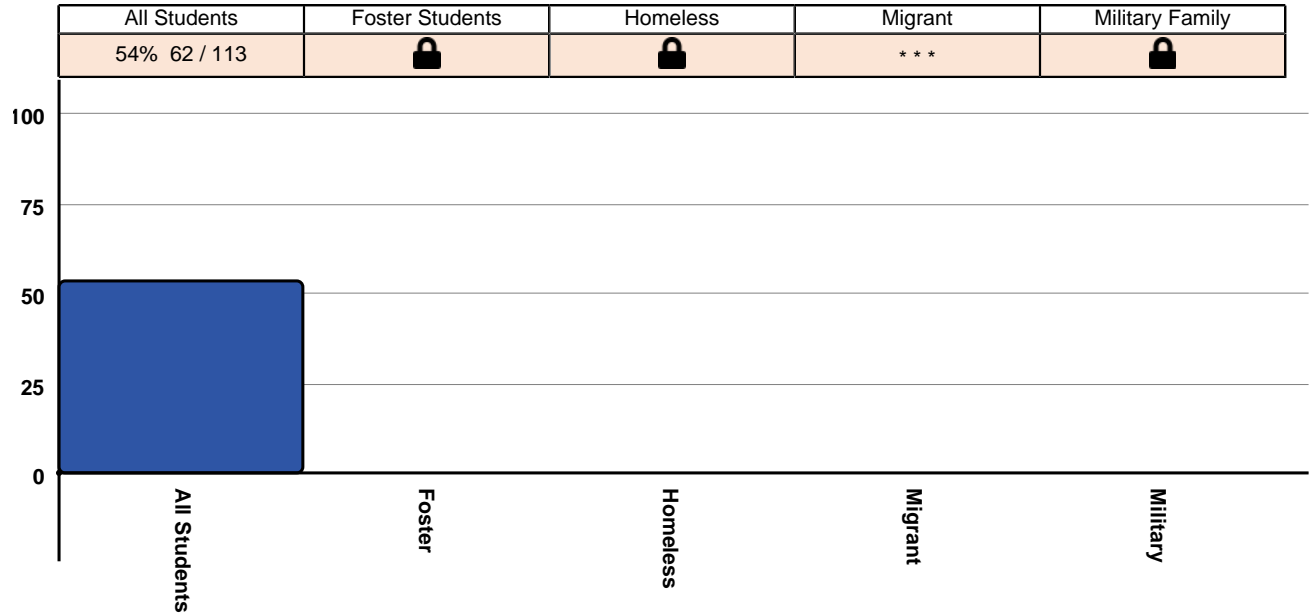 All Students Foster Students Homeless Migrant Military Family
54% 62 / 113 * * *
100
75
50
25
0
All Students Foster Homeless Migrant Military